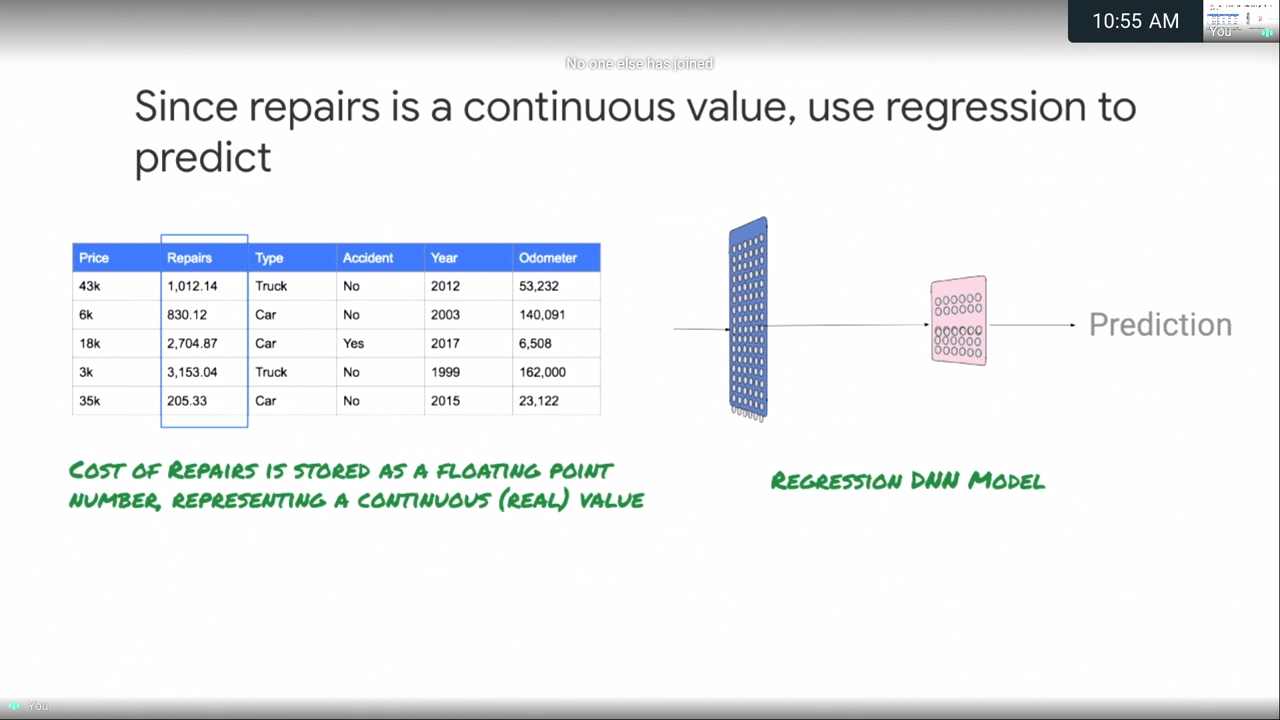 10:55 AM
You
No one else has joined
Since repairs is a continuous value, use regression to
predict
Price Repairs Type Accident Year Odometer
43k 1,012.14 Truck No 2012 53,232
6k 830.12 Car No 2003 140,091
18k 2,704.87 Car Yes 2017 6,508
3k 3,153.04 Truck No 1999 162,000
35k 205.33 Car No 2015 23,122
Prediction
COST OF REPAIRS IS STORED AS A FLOATING POINT
NUMBER, REPRESENTING A CONTINUOUS (REAL) VALUE
REGRESSION DNN MODEL
You